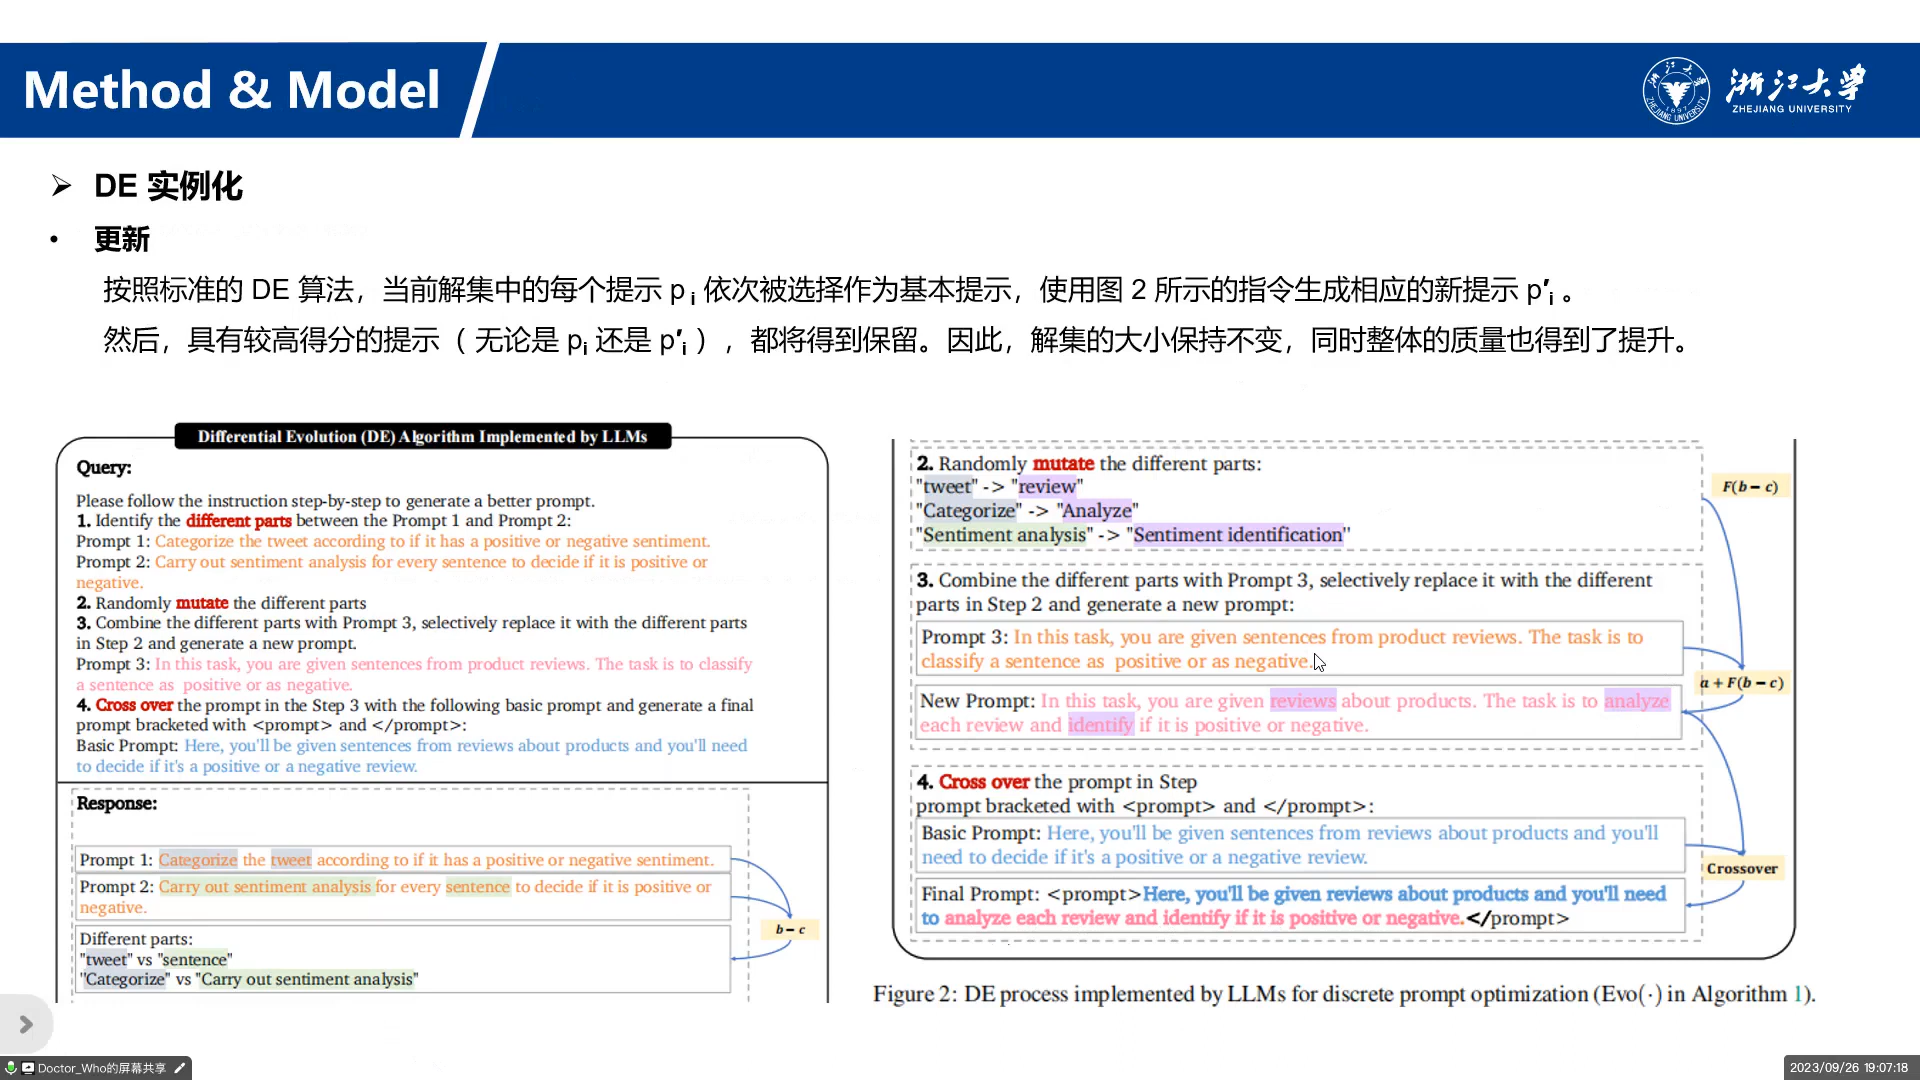 Method & Model
浙江大学
ZHEJIANG UNIVERSITY
DE 实例化
• 更新
按照标准的 DE 算法，当前解集中的每个提示 p i 依次被选择作为基本提示，使用图 2 所示的指令生成相应的新提示 p′i 。
然后，具有较高得分的提示（ 无论是 pi 还是 p′i ），都将得到保留。因此，解集的大小保持不变，同时整体的质量也得到了提升。
Differential Evolution (DE) Algorithm Implemented by LLMs
Query:
Please follow the instruction step-by-step to generate a better prompt.
1. Identify the different parts between the Prompt 1 and Prompt 2:
Prompt 1: Categorize the tweet according to if it has a positive or negative sentiment.
Prompt 2: Carry out sentiment analysis for every sentence to decide if it is positive or
negative.
2. Randomly mutate the different parts
3. Combine the different parts with Prompt 3, selectively replace it with the different parts
in Step 2 and generate a new prompt.
Prompt 3: In this task, you are given sentences from product reviews. The task is to classify
a sentence as positive or as negative.
4. Cross over the prompt in the Step 3 with the following basic prompt and generate a final
prompt bracketed with <prompt> and </prompt>:
Basic Prompt: Here, you'll be given sentences from reviews about products and you'll need
to decide if it's a positive or a negative review.
Response:
Prompt 1: Categorize the tweet according to if it has a positive or negative sentiment.
Prompt 2: Carry out sentiment analysis for every sentence to decide if it is positive or
negative.
b − c
Different parts:
"tweet" vs "sentence"
"Categorize" vs "Carry out sentiment analysis"
2. Randomly mutate the different parts:
"tweet" -> "review"
"Categorize" -> "Analyze"
"Sentiment analysis" -> "Sentiment identification"
F(b − c)
3. Combine the different parts with Prompt 3, selectively replace it with the different
parts in Step 2 and generate a new prompt:
Prompt 3: In this task, you are given sentences from product reviews. The task is to
classify a sentence as positive or as negative.
a + F(b − c)
New Prompt: In this task, you are given reviews about products. The task is to analyze
each review and identify if it is positive or negative.
4. Cross over the prompt in Step
prompt bracketed with <prompt> and </prompt>:
Basic Prompt: Here, you'll be given sentences from reviews about products and you'll
need to decide if it's a positive or a negative review.
Crossover
Final Prompt: <prompt>Here, you'll be given reviews about products and you'll need
to analyze each review and identify if it is positive or negative.</prompt>
Figure 2: DE process implemented by LLMs for discrete prompt optimization (Evo(·) in Algorithm 1).
Doctor_Who的屏幕共享
2023/09/26 19:07:18